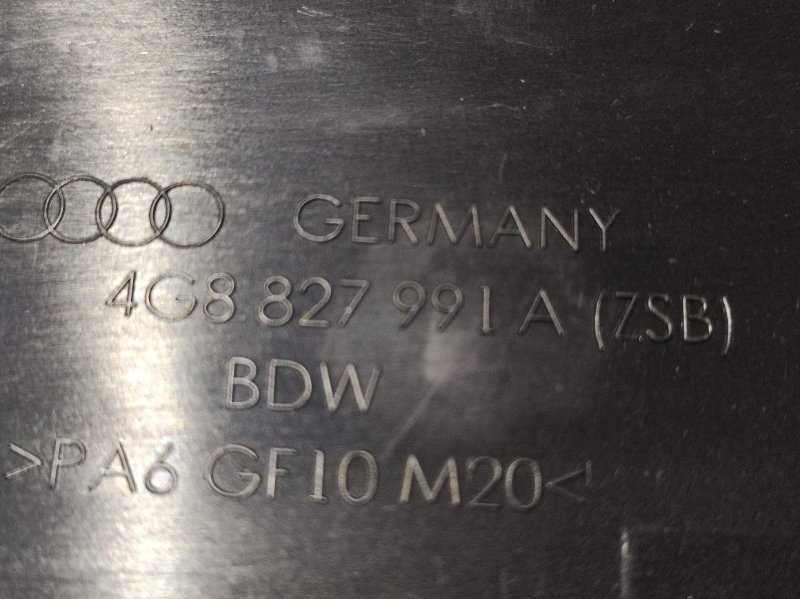 GERMANY
4G8.827 991 A (ZSB)
BDW
>PA6 GF10 M20<